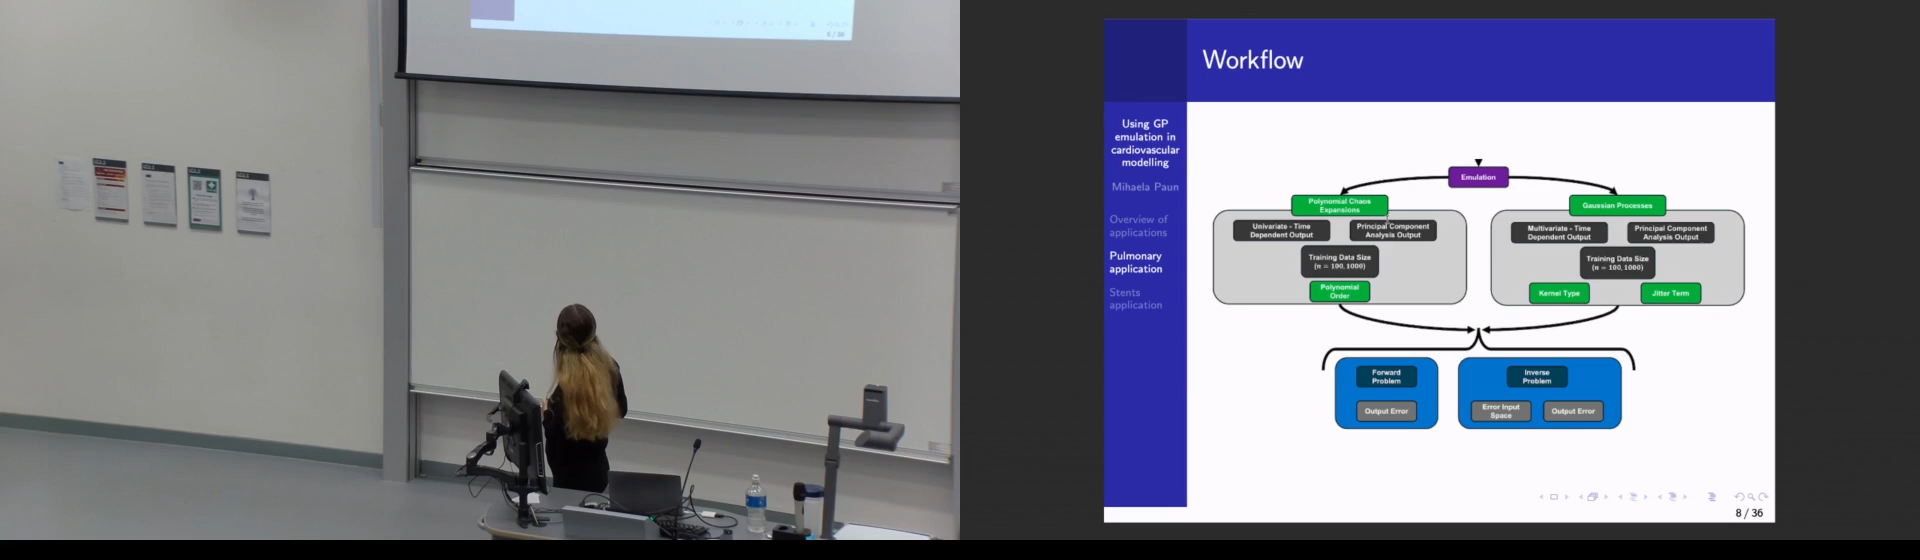 8 / 36
Workflow
Using GP
emulation in
cardiovascular
modelling
Mihaela Paun
Overview of
applications
Pulmonary
application
Stents
application
Emulation
Polynomial Chaos
Expansions
Gaussian Processes
Univariate - Time
Dependent Output
Principal Component
Analysis Output
Multivariate - Time
Dependent Output
Principal Component
Analysis Output
Training Data Size
(n = 100, 1000)
Training Data Size
(n = 100, 1000)
Polynomial
Order
Kernel Type
Jitter Term
Forward
Problem
Inverse
Problem
Output Error
Error Input
Space
Output Error
8 / 36